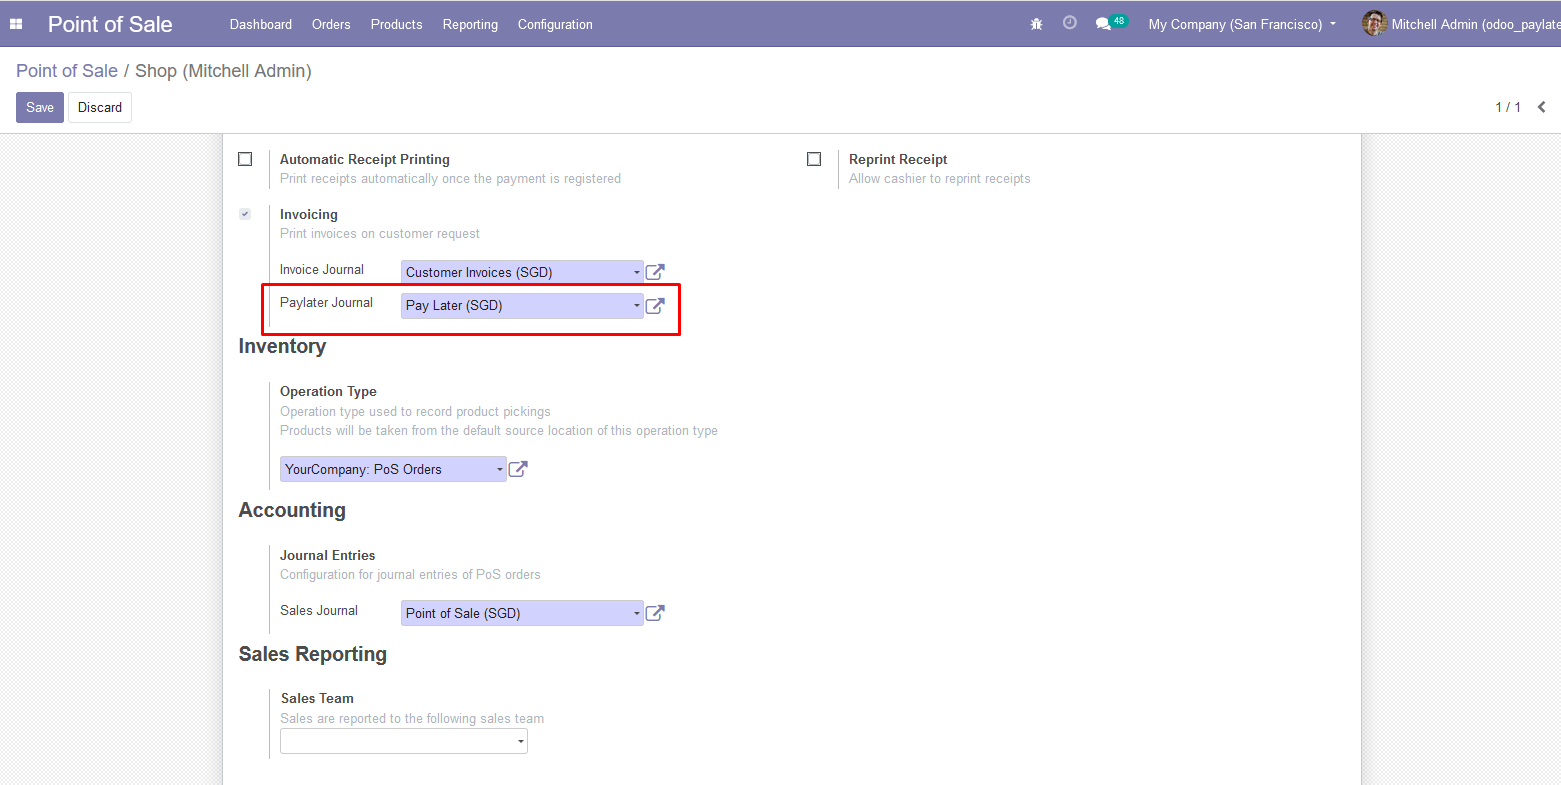 Point of Sale Dashboard Orders Products Reporting Configuration 48 My Company (San Francisco) Mitchell Admin (odoo_paylate
Point of Sale / Shop (Mitchell Admin)
Save Discard 1 / 1
Automatic Receipt Printing Reprint Receipt
Print receipts automatically once the payment is registered Allow cashier to reprint receipts
Invoicing
Print invoices on customer request
Invoice Journal Customer Invoices (SGD)
Paylater Journal Pay Later (SGD)
Inventory
Operation Type
Operation type used to record product pickings
Products will be taken from the default source location of this operation type
YourCompany: PoS Orders
Accounting
Journal Entries
Configuration for journal entries of PoS orders
Sales Journal Point of Sale (SGD)
Sales Reporting
Sales Team
Sales are reported to the following sales team